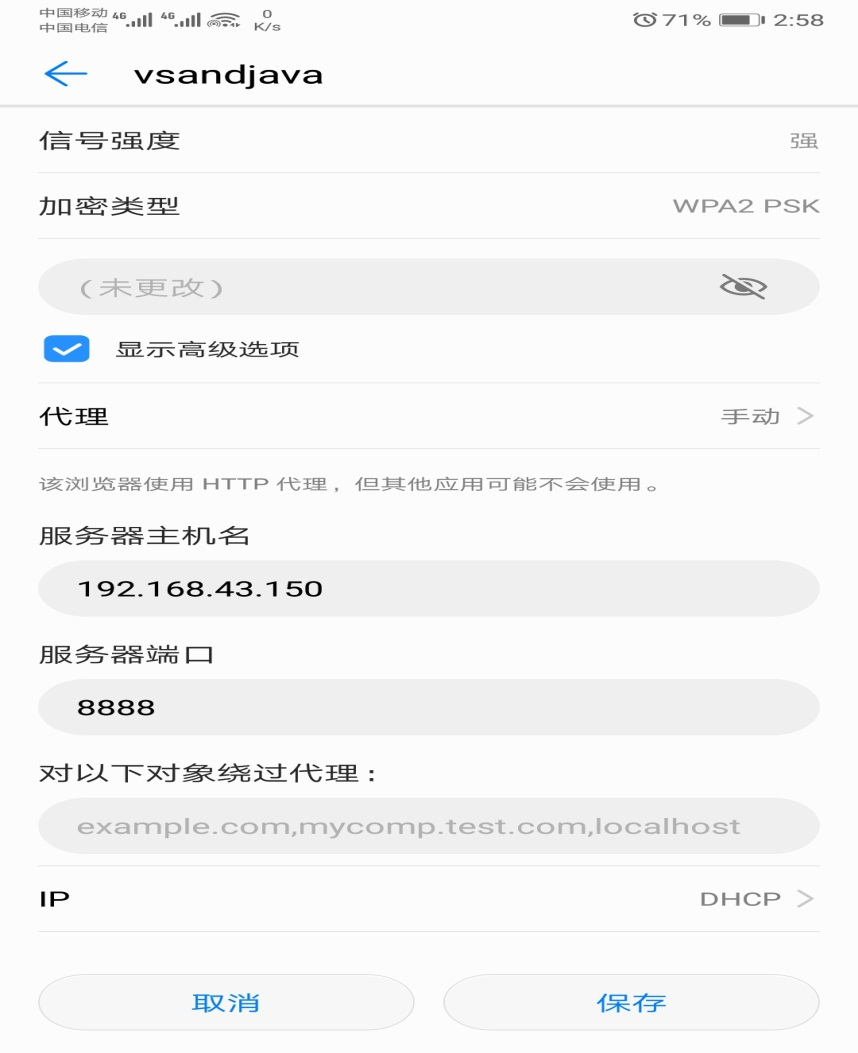 中国移动 4G 4G 0 71% 2:58
中国电信 K/s
vsandjava
信号强度 强
加密类型 WPA2 PSK
（未更改）
显示高级选项
代理 手动
该浏览器使用 HTTP 代理，但其他应用可能不会使用。
服务器主机名
192.168.43.150
服务器端口
8888
对以下对象绕过代理：
example.com,mycomp.test.com,localhost
IP DHCP
取消 保存